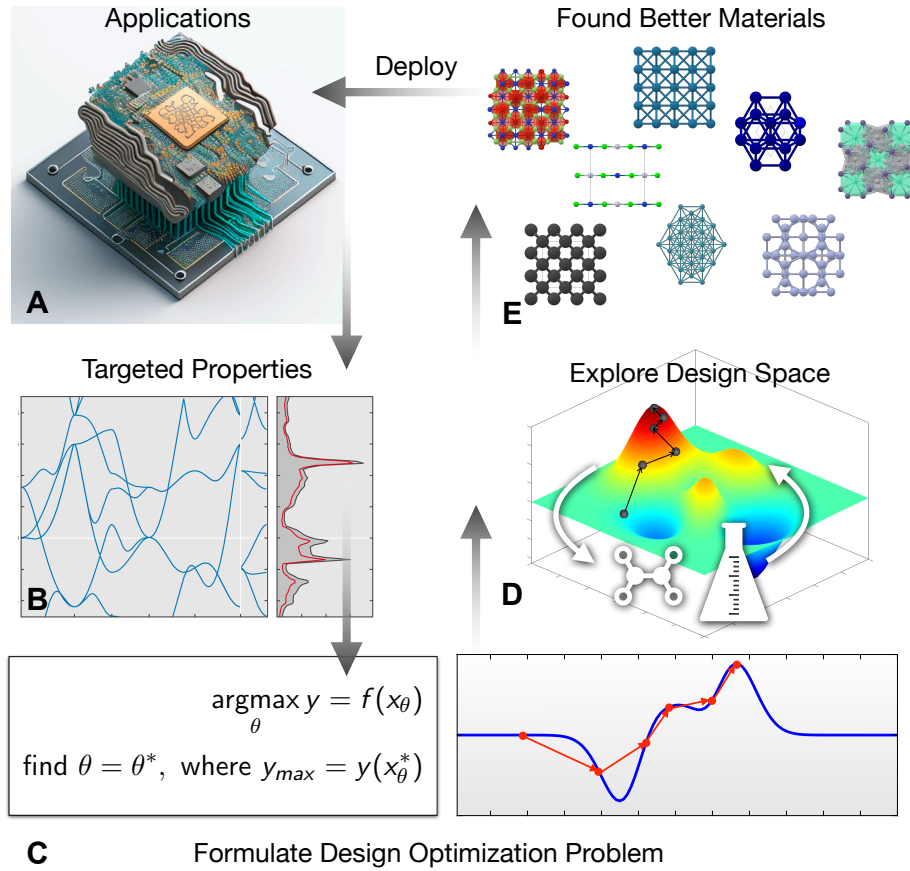 Applications
Found Better Materials
Deploy
A
E
Targeted Properties
Explore Design Space
B
D
argmax y = f(x_θ)
θ
find θ = θ*, where y_max = y(x*_θ)
C
Formulate Design Optimization Problem